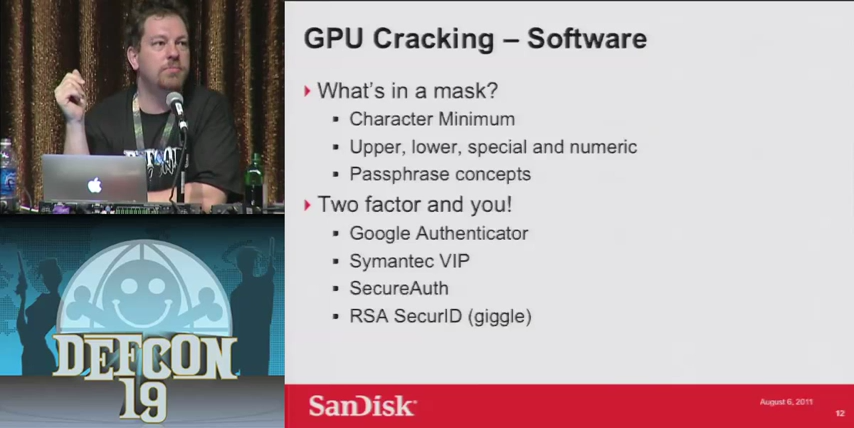 GPU Cracking – Software
What's in a mask?
Character Minimum
Upper, lower, special and numeric
Passphrase concepts
Two factor and you!
Google Authenticator
Symantec VIP
SecureAuth
RSA SecurID (giggle)
DEFCON
19
SanDisk
August 6, 2011
12